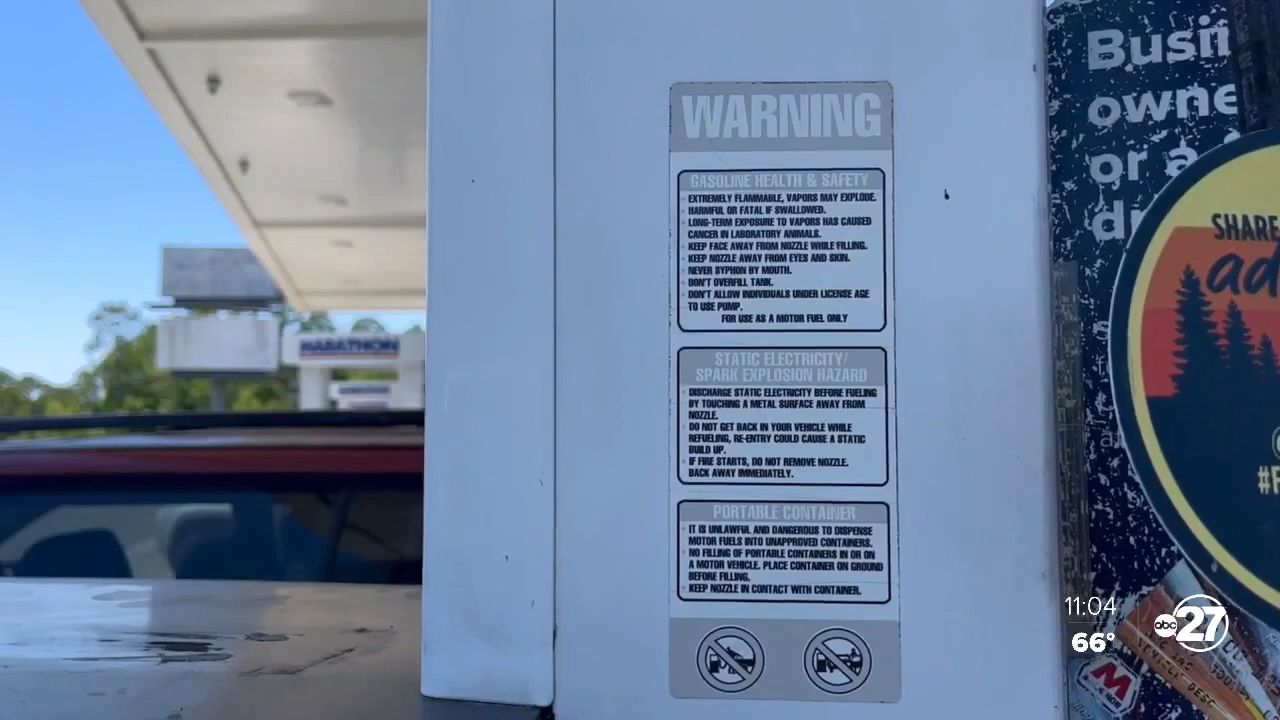 MARATHON
WARNING
GASOLINE HEALTH & SAFETY
EXTREMELY FLAMMABLE, VAPORS MAY EXPLODE.
HARMFUL OR FATAL IF SWALLOWED.
LONG-TERM EXPOSURE TO VAPORS HAS CAUSED
CANCER IN LABORATORY ANIMALS.
KEEP FACE AWAY FROM NOZZLE WHILE FILLING.
KEEP NOZZLE AWAY FROM EYES AND SKIN.
NEVER SYPHON BY MOUTH.
DON'T OVERFILL TANK.
DON'T ALLOW INDIVIDUALS UNDER LICENSE AGE
TO USE PUMP.
FOR USE AS A MOTOR FUEL ONLY
STATIC ELECTRICITY/
SPARK EXPLOSION HAZARD
DISCHARGE STATIC ELECTRICITY BEFORE FUELING
BY TOUCHING A METAL SURFACE AWAY FROM
NOZZLE.
DO NOT GET BACK IN YOUR VEHICLE WHILE
REFUELING, RE-ENTRY COULD CAUSE A STATIC
BUILD UP.
IF FIRE STARTS, DO NOT REMOVE NOZZLE.
BACK AWAY IMMEDIATELY.
PORTABLE CONTAINER
IT IS UNLAWFUL AND DANGEROUS TO DISPENSE
MOTOR FUELS INTO UNAPPROVED CONTAINERS.
NO FILLING OF PORTABLE CONTAINERS IN OR ON
A MOTOR VEHICLE. PLACE CONTAINER ON GROUND
BEFORE FILLING.
KEEP NOZZLE IN CONTACT WITH CONTAINER.
Busin
owne
or a
SHARE
ad
11:04
66°
abc 27